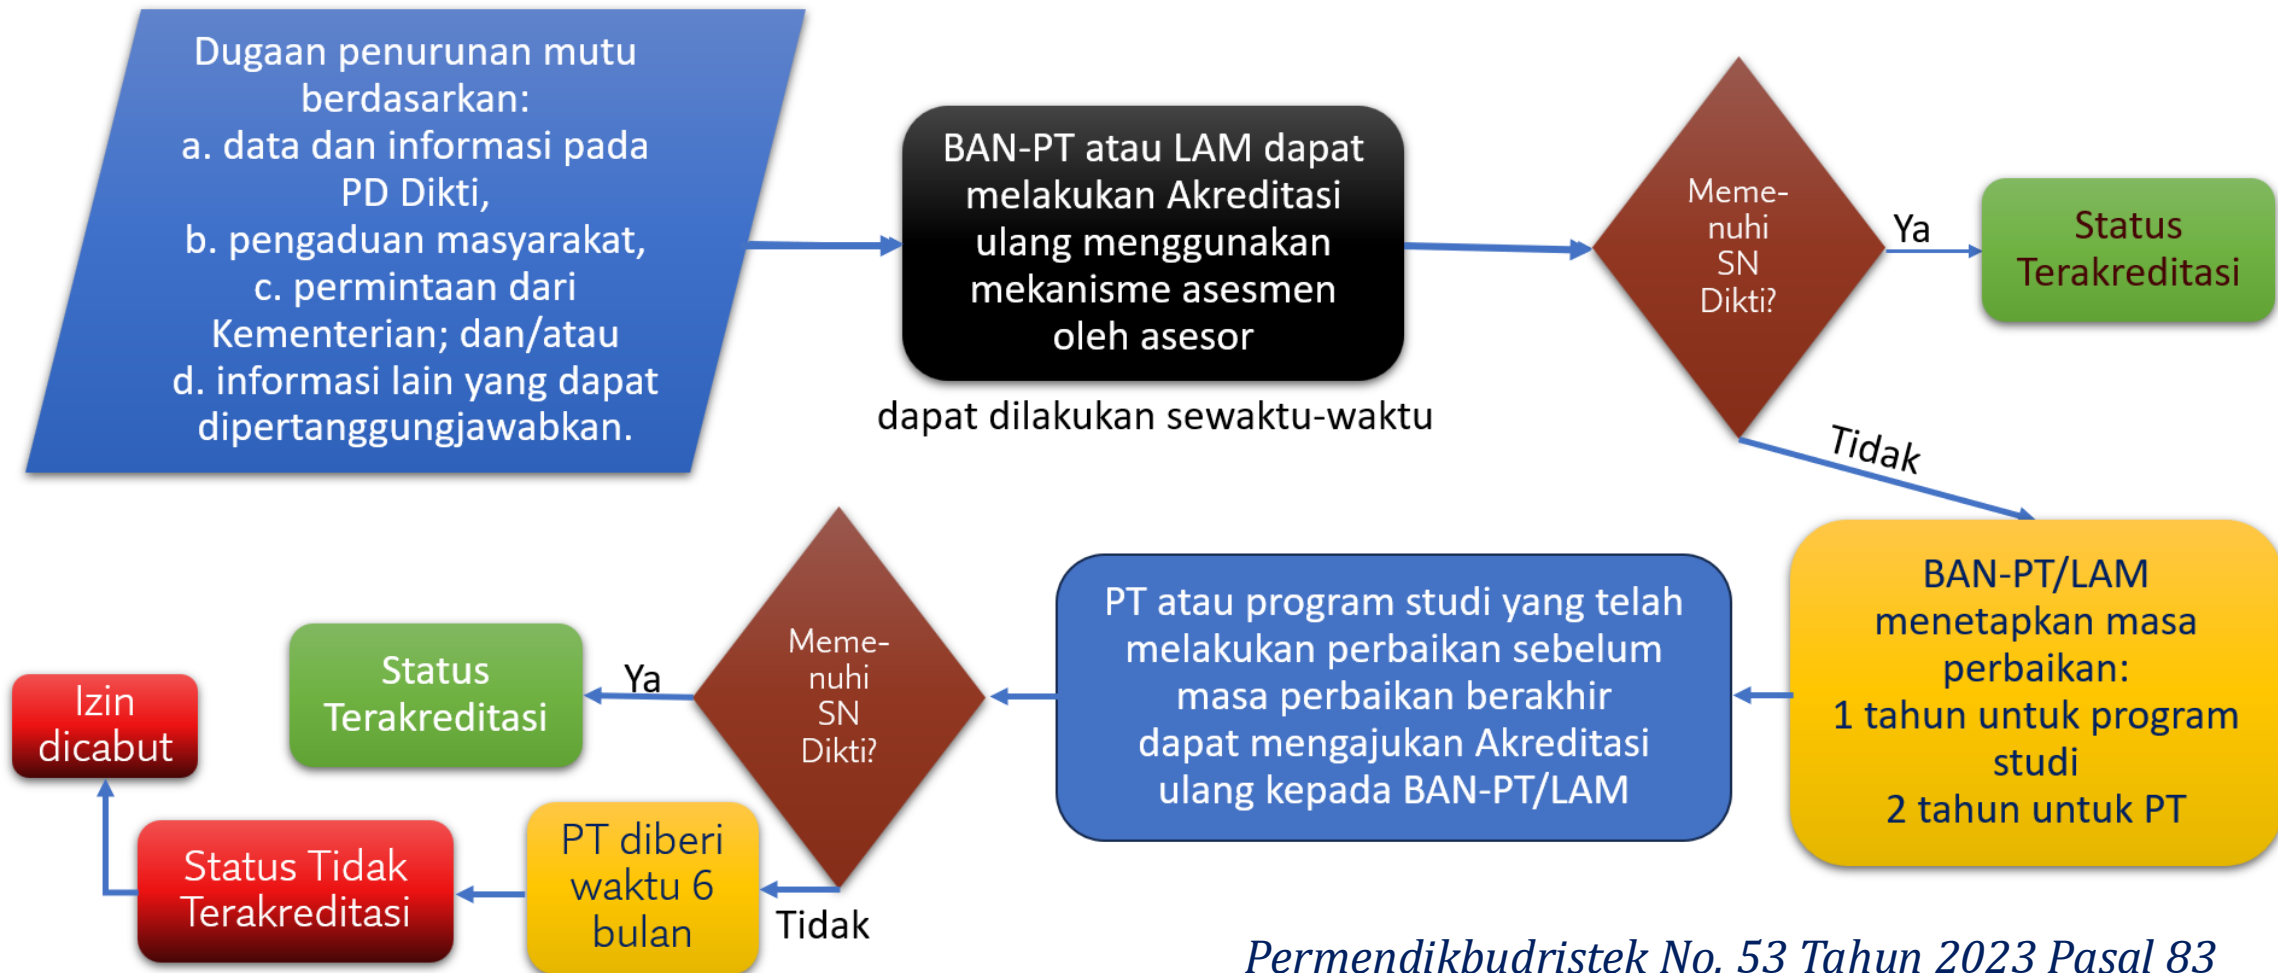 Dugaan penurunan mutu
berdasarkan:
a. data dan informasi pada
PD Dikti,
b. pengaduan masyarakat,
c. permintaan dari
Kementerian; dan/atau
d. informasi lain yang dapat
dipertanggungjawabkan.
BAN-PT atau LAM dapat
melakukan Akreditasi
ulang menggunakan
mekanisme asesmen
oleh asesor
dapat dilakukan sewaktu-waktu
Meme-
nuhi
SN
Dikti?
Ya
Status
Terakreditasi
Tidak
BAN-PT/LAM
menetapkan masa
perbaikan:
1 tahun untuk program
studi
2 tahun untuk PT
PT atau program studi yang telah
melakukan perbaikan sebelum
masa perbaikan berakhir
dapat mengajukan Akreditasi
ulang kepada BAN-PT/LAM
Meme-
nuhi
SN
Dikti?
Ya
Status
Terakreditasi
Tidak
PT diberi
waktu 6
bulan
Status Tidak
Terakreditasi
Izin
dicabut
Permendikbudristek No. 53 Tahun 2023 Pasal 83